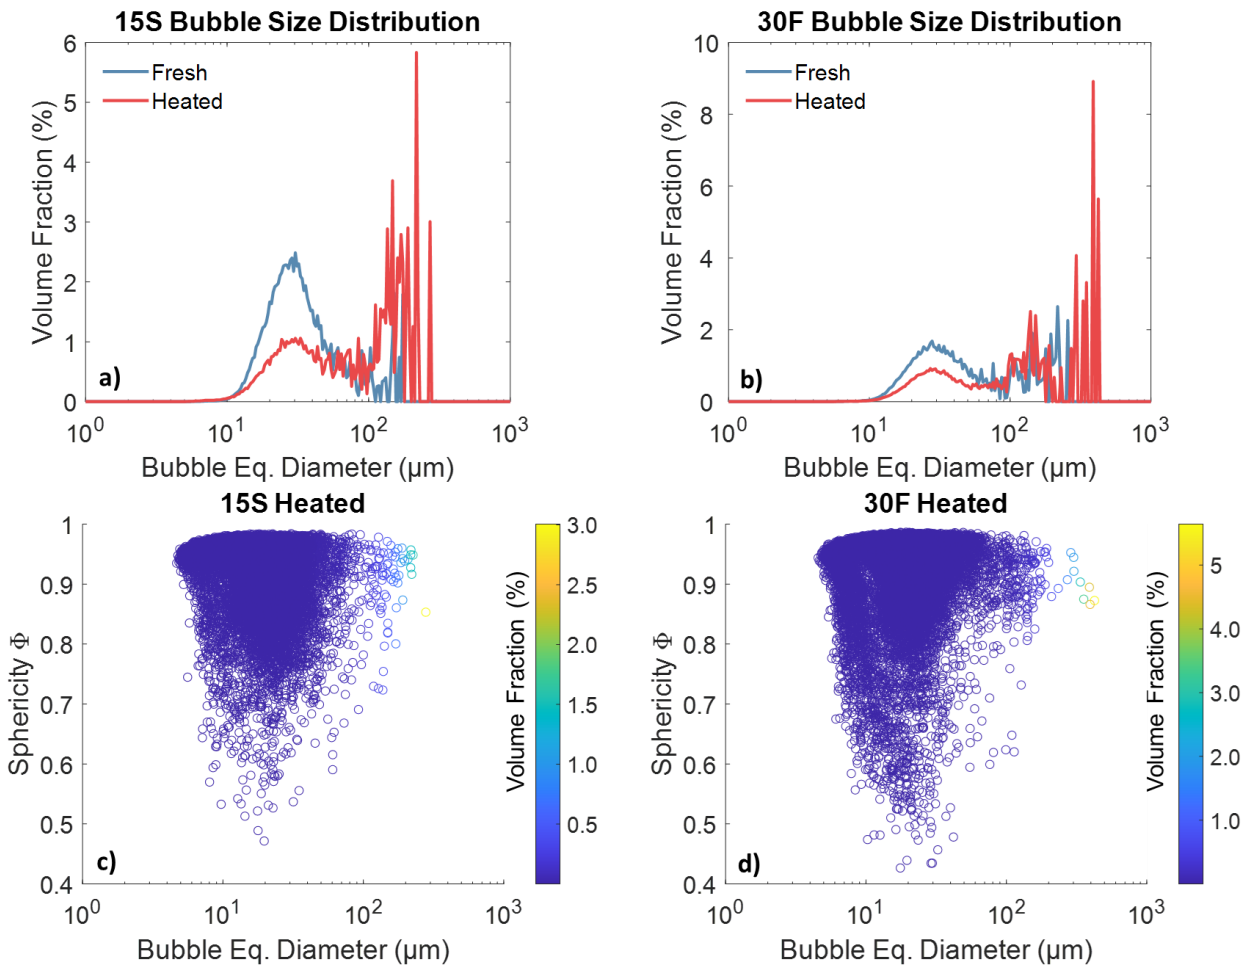 15S Bubble Size Distribution
6
5
4
3
2
1
0
Volume Fraction (%)
Fresh
Heated
a)
10^0
10^1
10^2
10^3
Bubble Eq. Diameter (µm)
30F Bubble Size Distribution
10
8
6
4
2
0
Volume Fraction (%)
Fresh
Heated
b)
10^0
10^1
10^2
10^3
Bubble Eq. Diameter (µm)
15S Heated
1
0.9
0.8
0.7
0.6
0.5
0.4
Sphericity Φ
c)
10^0
10^1
10^2
10^3
Bubble Eq. Diameter (µm)
Volume Fraction (%)
3.0
2.5
2.0
1.5
1.0
0.5
30F Heated
1
0.9
0.8
0.7
0.6
0.5
0.4
Sphericity Φ
d)
10^0
10^1
10^2
10^3
Bubble Eq. Diameter (µm)
Volume Fraction (%)
5
4.0
3.0
2.0
1.0